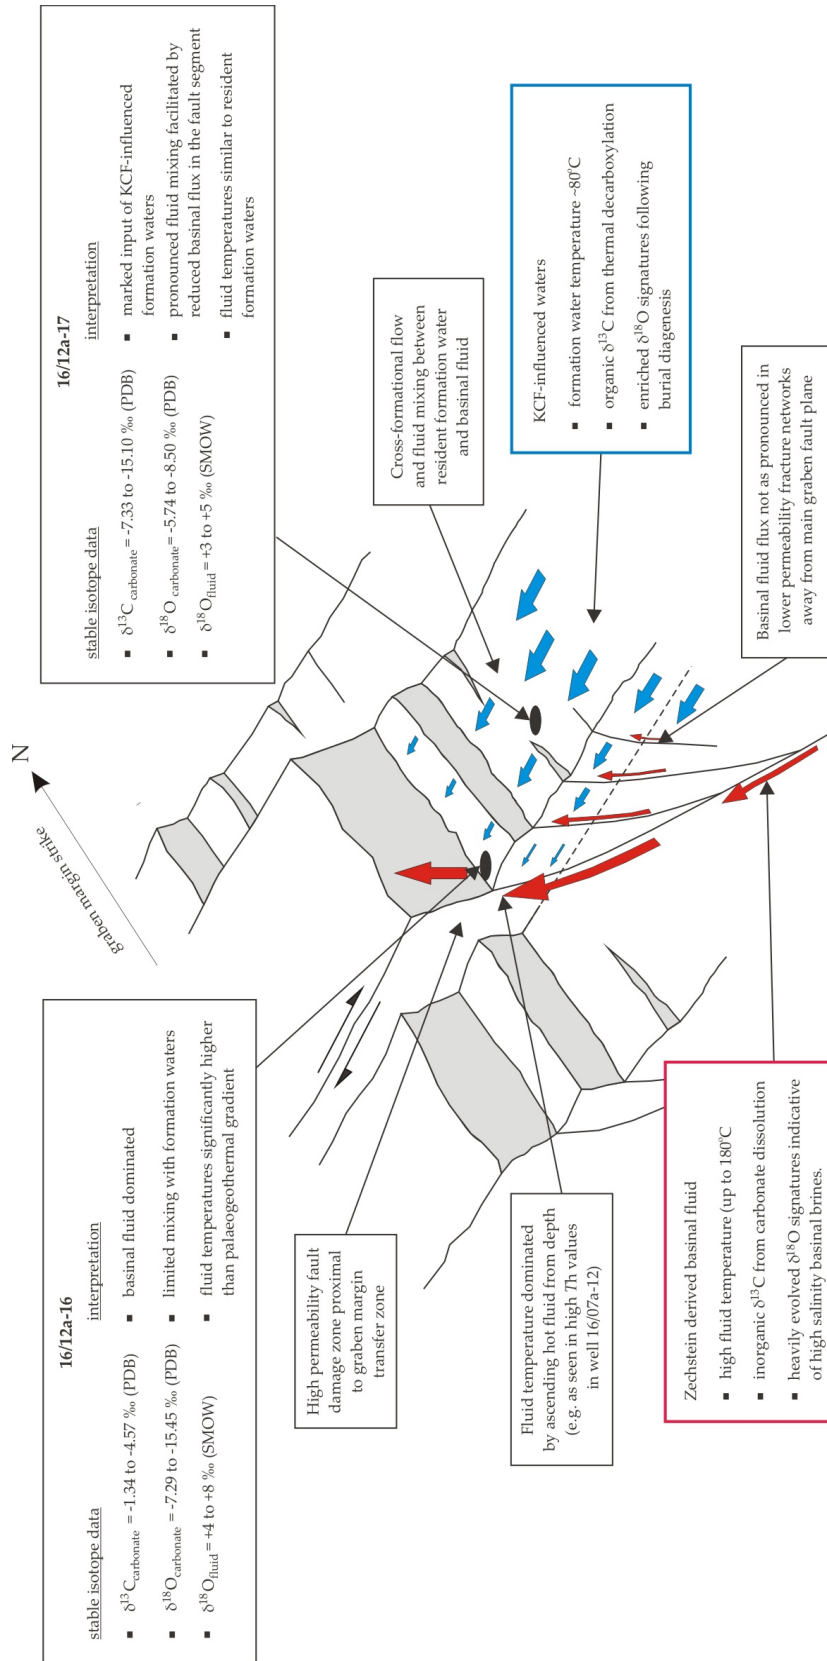 16/12a-16
stable isotope data
▪ δ¹³Ccarbonate = -1.34 to -4.57 ‰ (PDB)
▪ δ¹⁸Ocarbonate = -7.29 to -15.45 ‰ (PDB)
▪ δ¹⁸Ofluid = +4 to +8 ‰ (SMOW)
interpretation
▪ basinal fluid dominated
▪ limited mixing with formation waters
▪ fluid temperatures significantly higher
than palaeogeothermal gradient
16/12a-17
stable isotope data
▪ δ¹³C carbonate = -7.33 to -15.10 ‰ (PDB)
▪ δ¹⁸O carbonate = -5.74 to -8.50 ‰ (PDB)
▪ δ¹⁸Ofluid = +3 to +5 ‰ (SMOW)
interpretation
▪ marked input of KCF-influenced
formation waters
▪ pronounced fluid mixing facilitated by
reduced basinal flux in the fault segment
▪ fluid temperatures similar to resident
formation waters
N
graben margin strike
High permeability fault
damage zone proximal
to graben margin
transfer zone
Cross-formational flow
and fluid mixing between
resident formation water
and basinal fluid
Fluid temperature dominated
by ascending hot fluid from depth
(e.g. as seen in high Th values
in well 16/07a-12)
KCF-influenced waters
▪ formation water temperature ~80°C
▪ organic δ¹³C from thermal decarboxylation
▪ enriched δ¹⁸O signatures following
burial diagenesis
Zechstein derived basinal fluid
▪ high fluid temperature (up to 180°C
▪ inorganic δ¹³C from carbonate dissolution
▪ heavily evolved δ¹⁸O signatures indicative
of high salinity basinal brines.
Basinal fluid flux not as pronounced in
lower permeability fracture networks
away from main graben fault plane